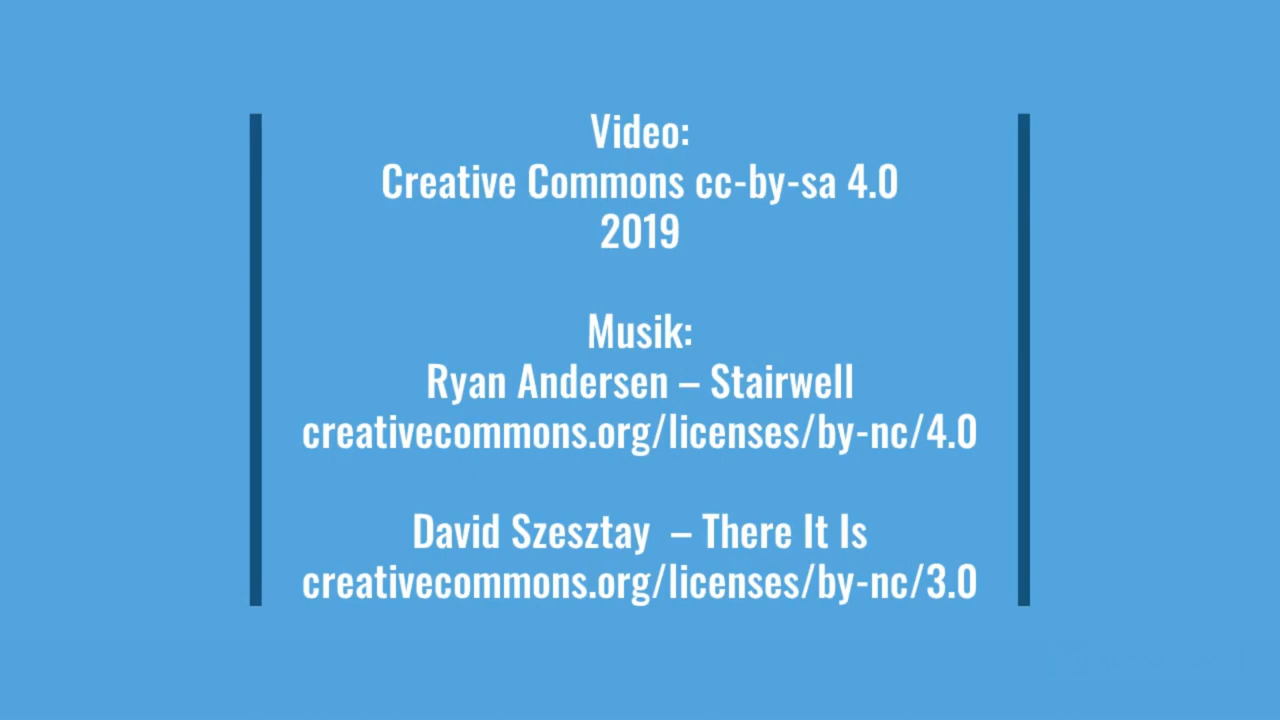 Video:
Creative Commons cc-by-sa 4.0
2019
Musik:
Ryan Andersen – Stairwell
creativecommons.org/licenses/by-nc/4.0
David Szesztay – There It Is
creativecommons.org/licenses/by-nc/3.0